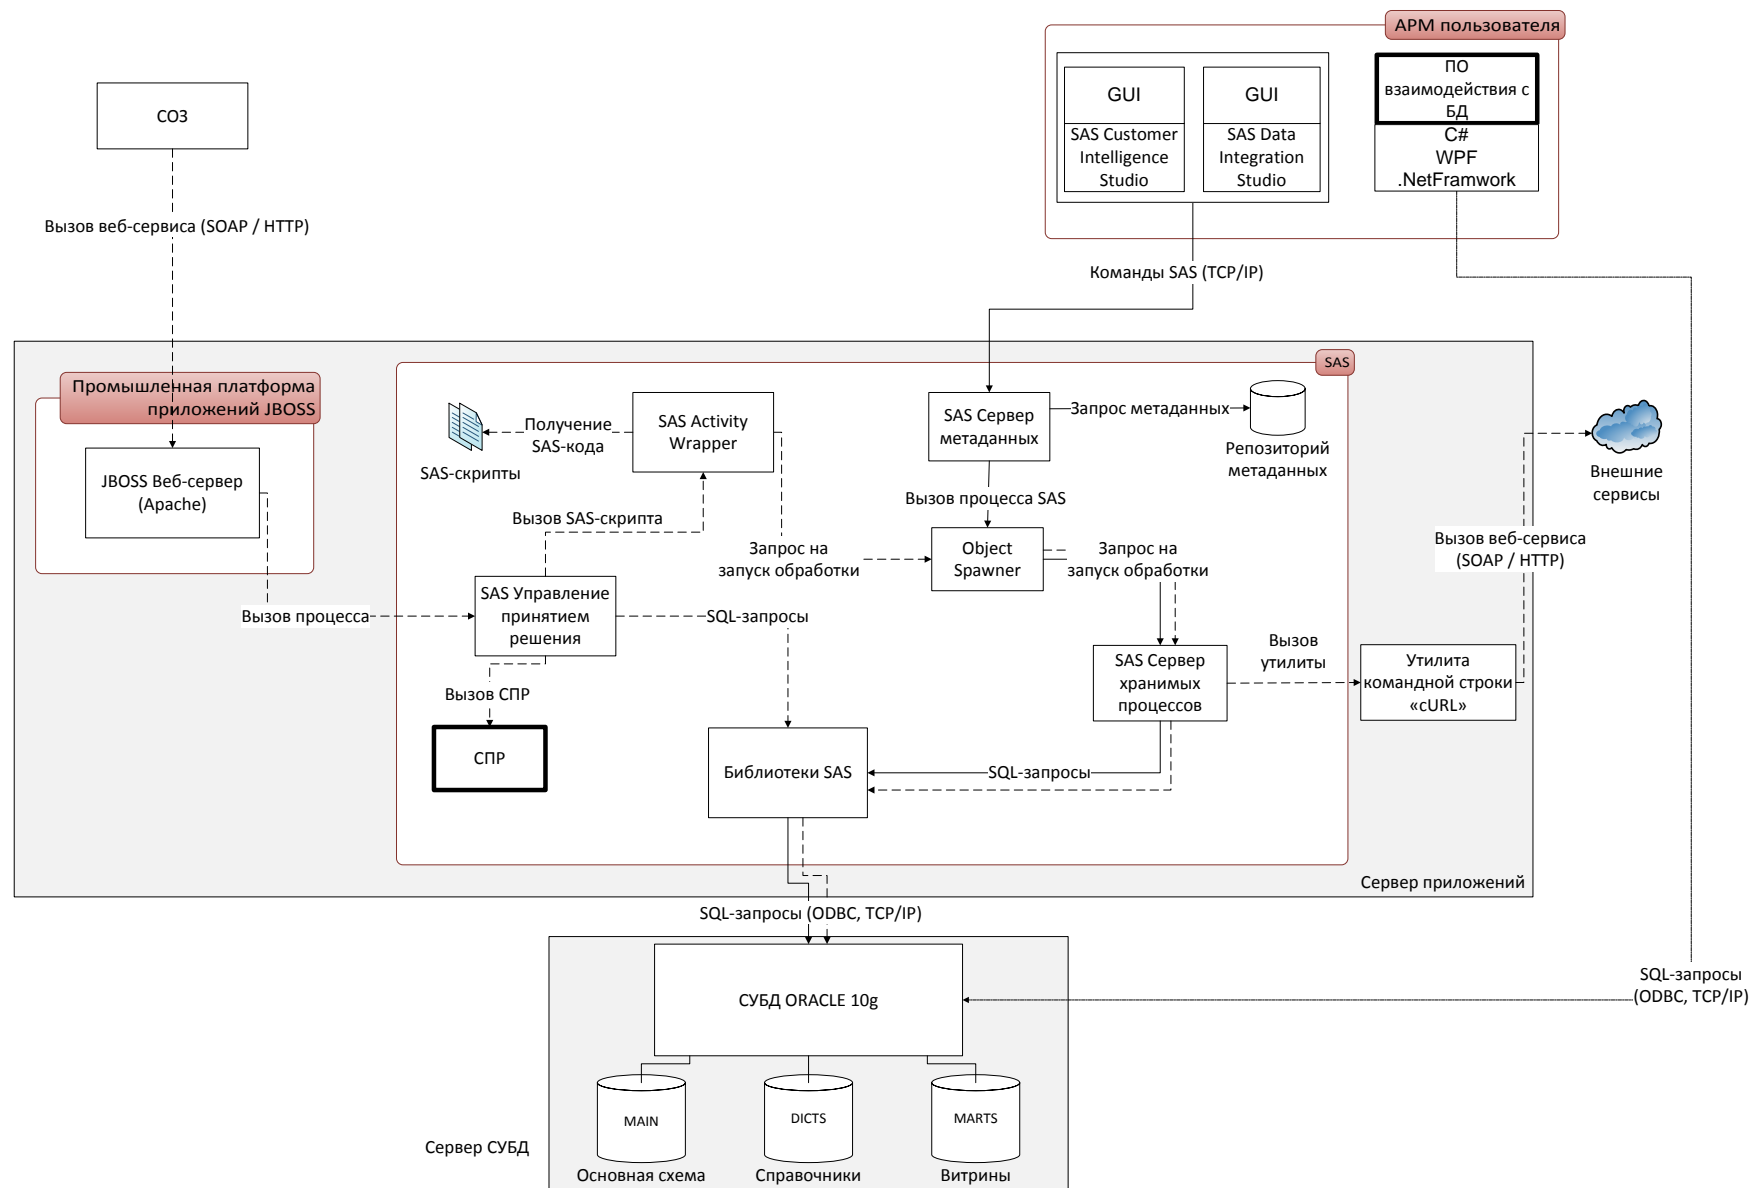 АРМ пользователя
GUI
SAS Customer
Intelligence
Studio
GUI
SAS Data
Integration
Studio
ПО
взаимодействия с
БД
C#
WPF
.NetFramwork
СОЗ
Вызов веб-сервиса (SOAP / HTTP)
Команды SAS (TCP/IP)
SAS
Промышленная платформа
приложений JBOSS
JBOSS Веб-сервер
(Apache)
SAS-скрипты
Получение
SAS-кода
SAS Activity
Wrapper
SAS Сервер
метаданных
Запрос метаданных
Репозиторий
метаданных
Внешние
сервисы
Вызов SAS-скрипта
Вызов процесса SAS
Запрос на
запуск обработки
Object
Spawner
Запрос на
запуск обработки
Вызов веб-сервиса
(SOAP / HTTP)
Вызов процесса
SAS Управление
принятием
решения
SQL-запросы
Вызов СПР
СПР
SAS Сервер
хранимых
процессов
Вызов
утилиты
Утилита
командной строки
«cURL»
Библиотеки SAS
SQL-запросы
Сервер приложений
SQL-запросы (ODBC, TCP/IP)
СУБД ORACLE 10g
SQL-запросы
(ODBC, TCP/IP)
MAIN
DICTS
MARTS
Сервер СУБД
Основная схема
Справочники
Витрины